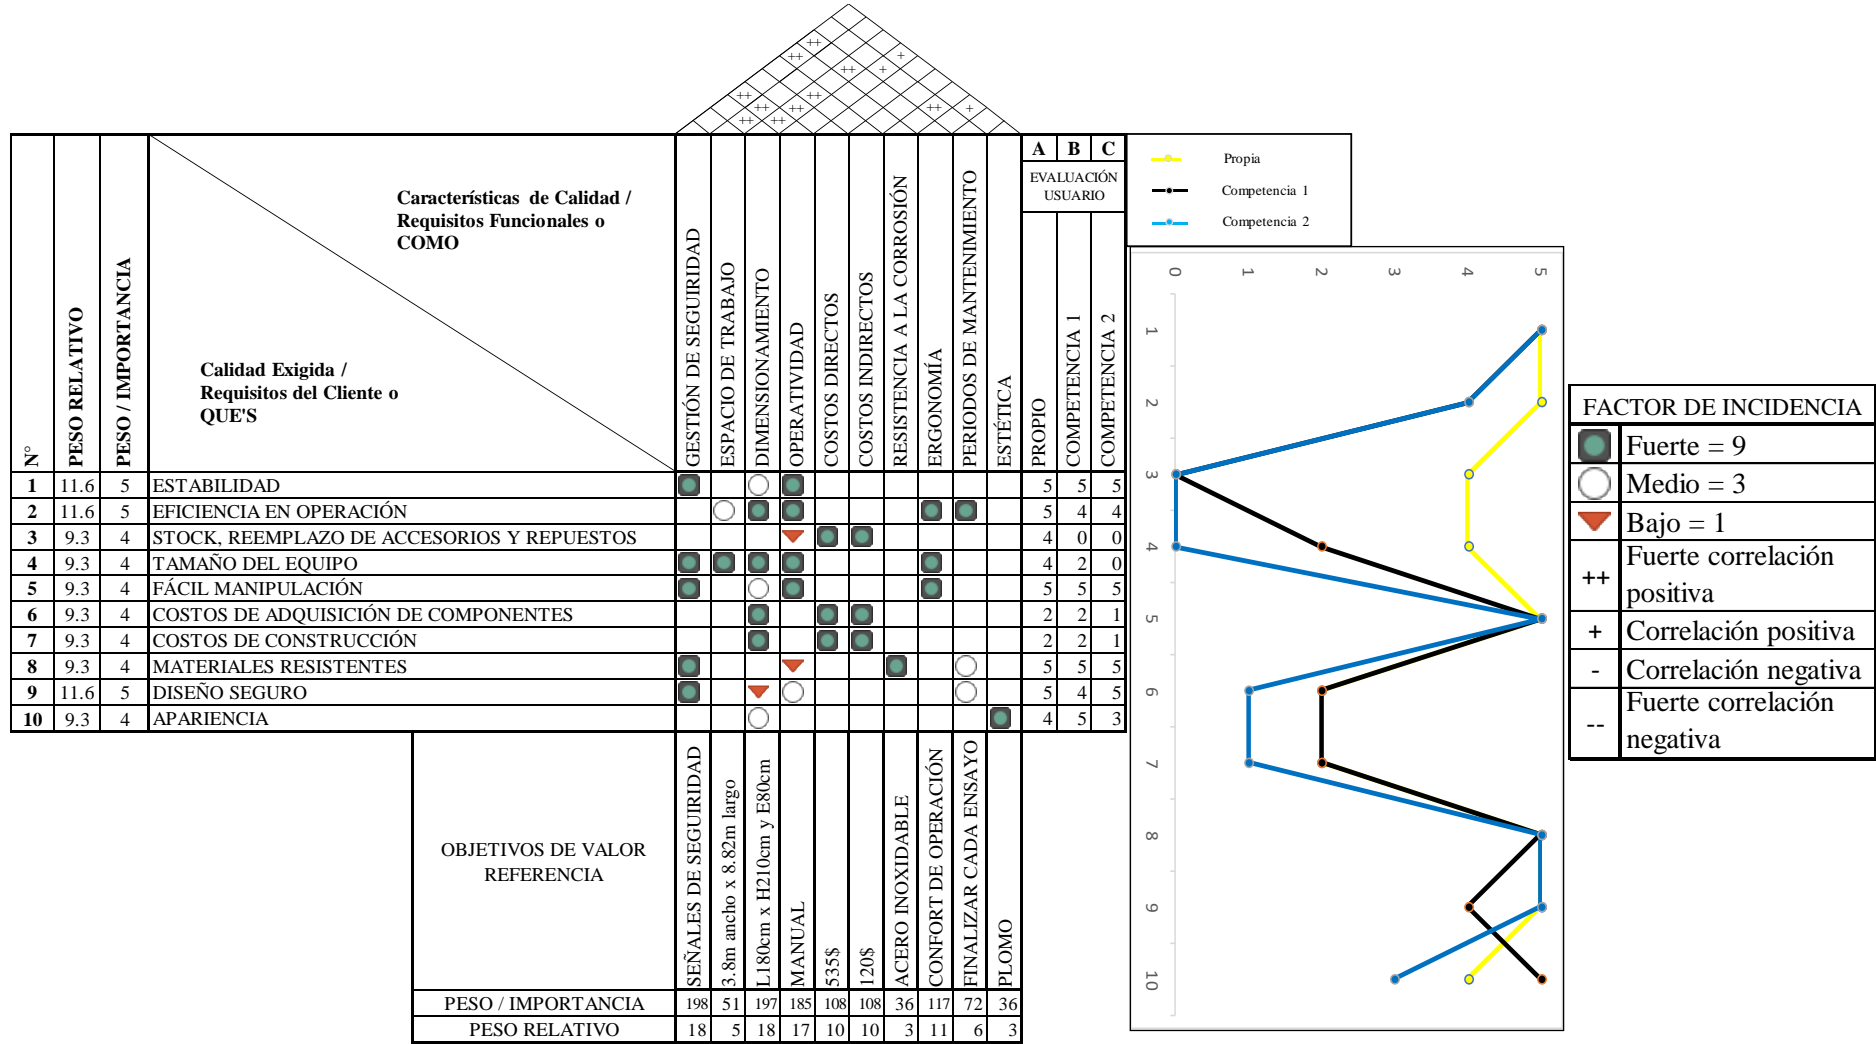 ++
++
+
++
+
++
++
++
++
++
+
++
++
A B C
EVALUACIÓN
USUARIO
N°
PESO RELATIVO
PESO / IMPORTANCIA
Características de Calidad /
Requisitos Funcionales o
COMO
Calidad Exigida /
Requisitos del Cliente o
QUE'S
GESTIÓN DE SEGUIRIDAD
ESPACIO DE TRABAJO
DIMENSIONAMIENTO
OPERATIVIDAD
COSTOS DIRECTOS
COSTOS INDIRECTOS
RESISTENCIA A LA CORROSIÓN
ERGONOMÍA
PERIODOS DE MANTENIMIENTO
ESTÉTICA
PROPIO
COMPETENCIA 1
COMPETENCIA 2
1 11.6 5 ESTABILIDAD 5 5 5
2 11.6 5 EFICIENCIA EN OPERACIÓN 5 4 4
3 9.3 4 STOCK, REEMPLAZO DE ACCESORIOS Y REPUESTOS 4 0 0
4 9.3 4 TAMAÑO DEL EQUIPO 4 2 0
5 9.3 4 FÁCIL MANIPULACIÓN 5 5 5
6 9.3 4 COSTOS DE ADQUISICIÓN DE COMPONENTES 2 2 1
7 9.3 4 COSTOS DE CONSTRUCCIÓN 2 2 1
8 9.3 4 MATERIALES RESISTENTES 5 5 5
9 11.6 5 DISEÑO SEGURO 5 4 5
10 9.3 4 APARIENCIA 4 5 3
OBJETIVOS DE VALOR
REFERENCIA
SEÑALES DE SEGUIRIDAD
3.8m ancho x 8.82m largo
L180cm x H210cm y E80cm
MANUAL
535$
120$
ACERO INOXIDABLE
CONFORT DE OPERACIÓN
FINALIZAR CADA ENSAYO
PLOMO
PESO / IMPORTANCIA 198 51 197 185 108 108 36 117 72 36
PESO RELATIVO 18 5 18 17 10 10 3 11 6 3
Propia
Competencia 1
Competencia 2
0 1 2 3 4 5
1
2
3
4
5
6
7
8
9
10
FACTOR DE INCIDENCIA
Fuerte = 9
Medio = 3
Bajo = 1
++ Fuerte correlación
positiva
+ Correlación positiva
- Correlación negativa
-- Fuerte correlación
negativa